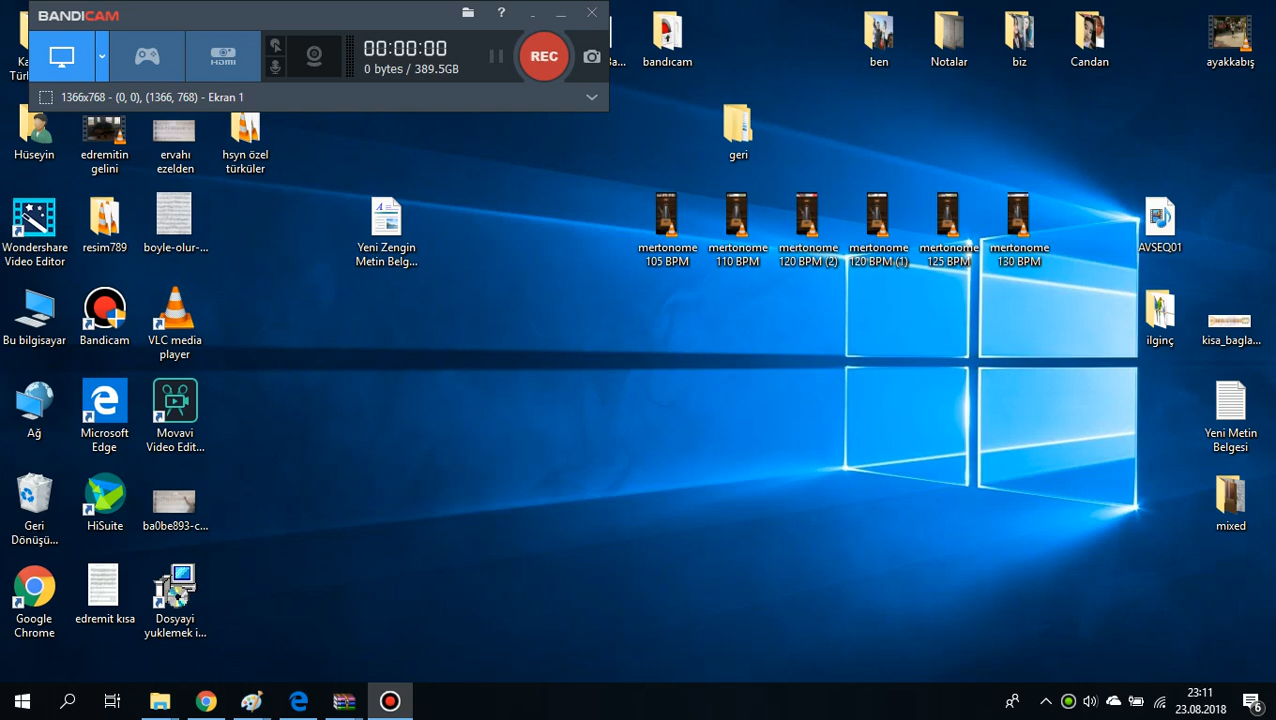 BANDICAM
?
HDMI
00:00:00
0 bytes / 389.5GB
REC
1366x768 - (0, 0), (1366, 768) - Ekran 1
bandıcam
ben
Notalar
biz
Candan
ayakkabış
Hüseyin
edremitin
gelini
ervahı
ezelden
hsyn özel
türküler
geri
Wondershare
Video Editor
resim789
boyle-olur-...
Yeni Zengin
Metin Belg...
mertonome
105 BPM
mertonome
110 BPM
mertonome
120 BPM (2)
mertonome
120 BPM (1)
mertonome
125 BPM
mertonome
130 BPM
AVSEQ01
Bu bilgisayar
Bandicam
VLC media
player
ilginç
kisa_bagla...
Ağ
Microsoft
Edge
Movavi
Video Edit...
Yeni Metin
Belgesi
Geri
Dönüşü...
HiSuite
ba0be893-c...
mixed
Google
Chrome
edremit kısa
Dosyayi
yuklemek i...
23:11
23.08.2018
6